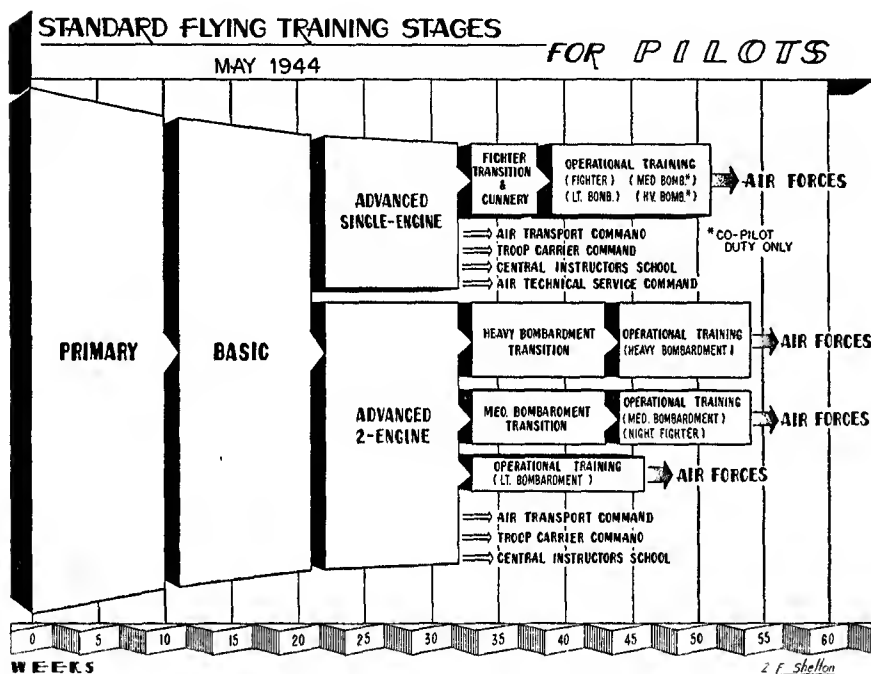 STANDARD FLYING TRAINING STAGES
FOR PILOTS
MAY 1944
PRIMARY
BASIC
ADVANCED
SINGLE-ENGINE
FIGHTER
TRANSITION
&
GUNNERY
OPERATIONAL TRAINING
(FIGHTER) (MED BOMB.*)
(LT. BOMB.) (HV. BOMB.*)
AIR FORCES
*CO-PILOT
DUTY ONLY
AIR TRANSPORT COMMAND
TROOP CARRIER COMMAND
CENTRAL INSTRUCTORS SCHOOL
AIR TECHNICAL SERVICE COMMAND
ADVANCED
2-ENGINE
HEAVY BOMBARDMENT
TRANSITION
OPERATIONAL TRAINING
(HEAVY BOMBARDMENT)
AIR FORCES
MED. BOMBARDMENT
TRANSITION
OPERATIONAL TRAINING
(MED. BOMBARDMENT)
(NIGHT FIGHTER)
AIR FORCES
OPERATIONAL TRAINING
(LT. BOMBARDMENT)
AIR FORCES
AIR TRANSPORT COMMAND
TROOP CARRIER COMMAND
CENTRAL INSTRUCTORS SCHOOL
0 5 10 15 20 25 30 35 40 45 50 55 60
WEEKS
Z F Shelton